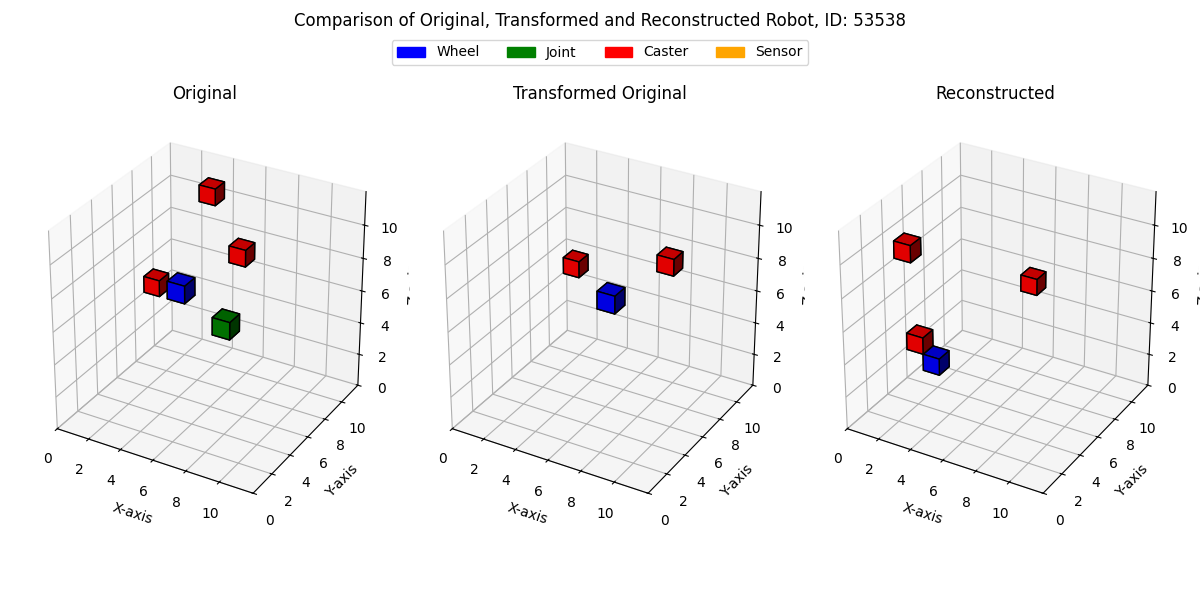 Comparison of Original, Transformed and Reconstructed Robot, ID: 53538
Wheel Joint Caster Sensor
Original
Transformed Original
Reconstructed
0 2 4 6 8 10
X-axis
0 2 4 6 8 10
Y-axis
0 2 4 6 8 10
0 2 4 6 8 10
X-axis
0 2 4 6 8 10
Y-axis
0 2 4 6 8 10
0 2 4 6 8 10
X-axis
0 2 4 6 8 10
Y-axis
0 2 4 6 8 10